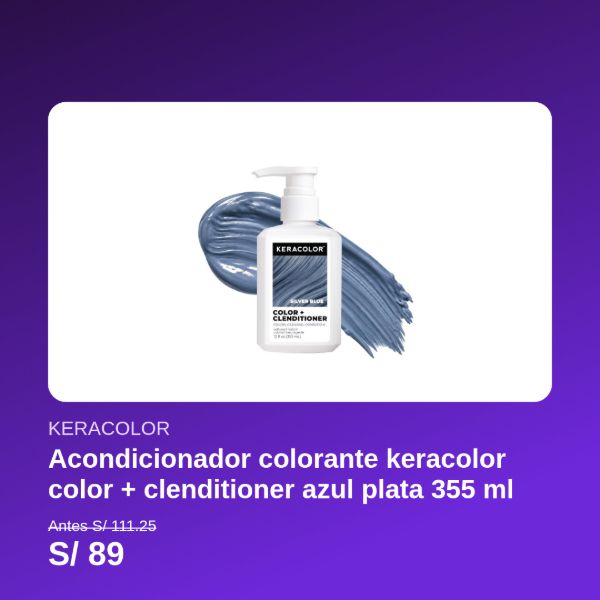 KERACOLOR
SILVER BLUE
COLOR +
CLENDITIONER
KERACOLOR
Acondicionador colorante keracolor
color + clenditioner azul plata 355 ml
Antes S/ 111.25
S/ 89